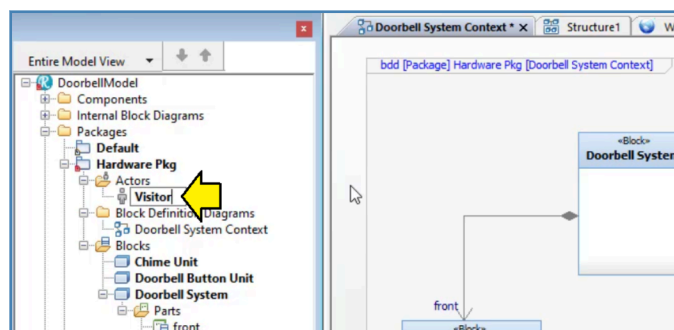 Entire Model View
DoorbellModel
Components
Internal Block Diagrams
Packages
Default
Hardware Pkg
Actors
Visitor
Block Definition Diagrams
Doorbell System Context
Blocks
Chime Unit
Doorbell Button Unit
Doorbell System
Parts
front
Doorbell System Context * x
Structure1
W
bdd [Package] Hardware Pkg [Doorbell System Context]
«Block»
Doorbell System
front
«Block»